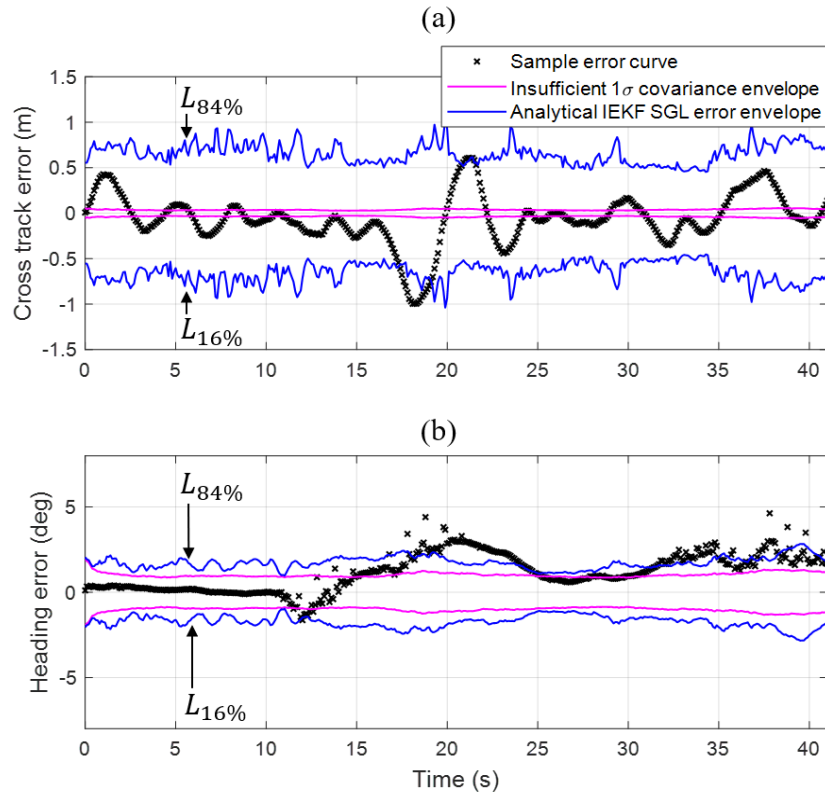 (a)
Sample error curve
Insufficient 1σ covariance envelope
Analytical IEKF SGL error envelope
1.5
1
0.5
0
-0.5
-1
-1.5
Cross track error (m)
L84%
L16%
0 5 10 15 20 25 30 35 40
(b)
5
0
-5
Heading error (deg)
L84%
L16%
0 5 10 15 20 25 30 35 40
Time (s)